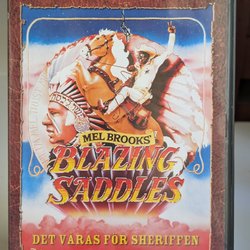 MEL BROOKS'
BLAZING
SADDLES
DET VÅRAS FÖR SHERIFFEN